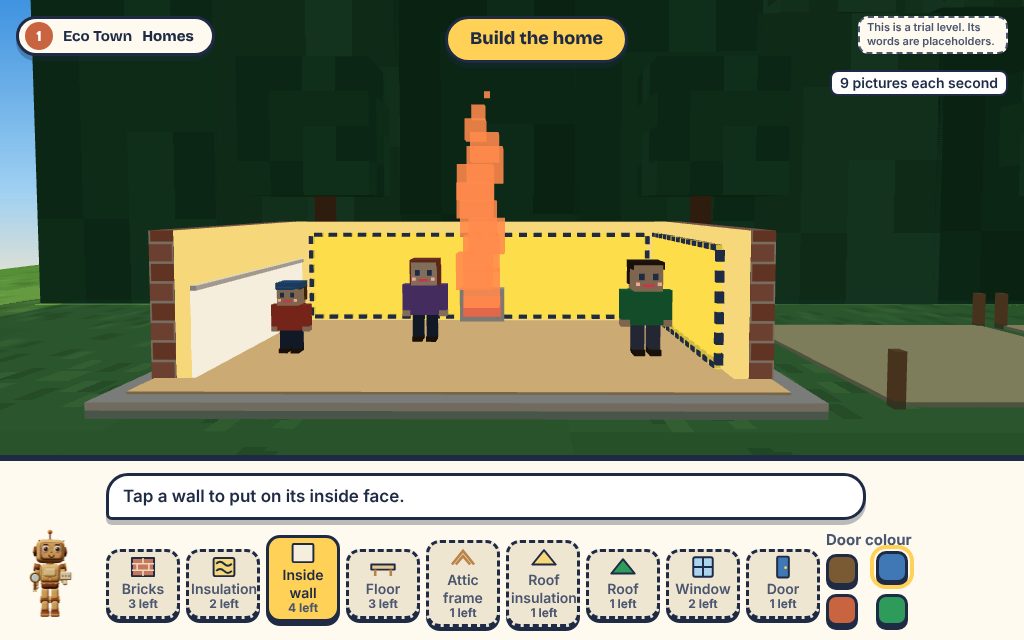 1 Eco Town Homes
Build the home
This is a trial level. Its
words are placeholders.
9 pictures each second
Tap a wall to put on its inside face.
Bricks
3 left
Insulation
2 left
Inside
wall
4 left
Floor
3 left
Attic
frame
1 left
Roof
insulation
1 left
Roof
1 left
Window
2 left
Door
1 left
Door colour